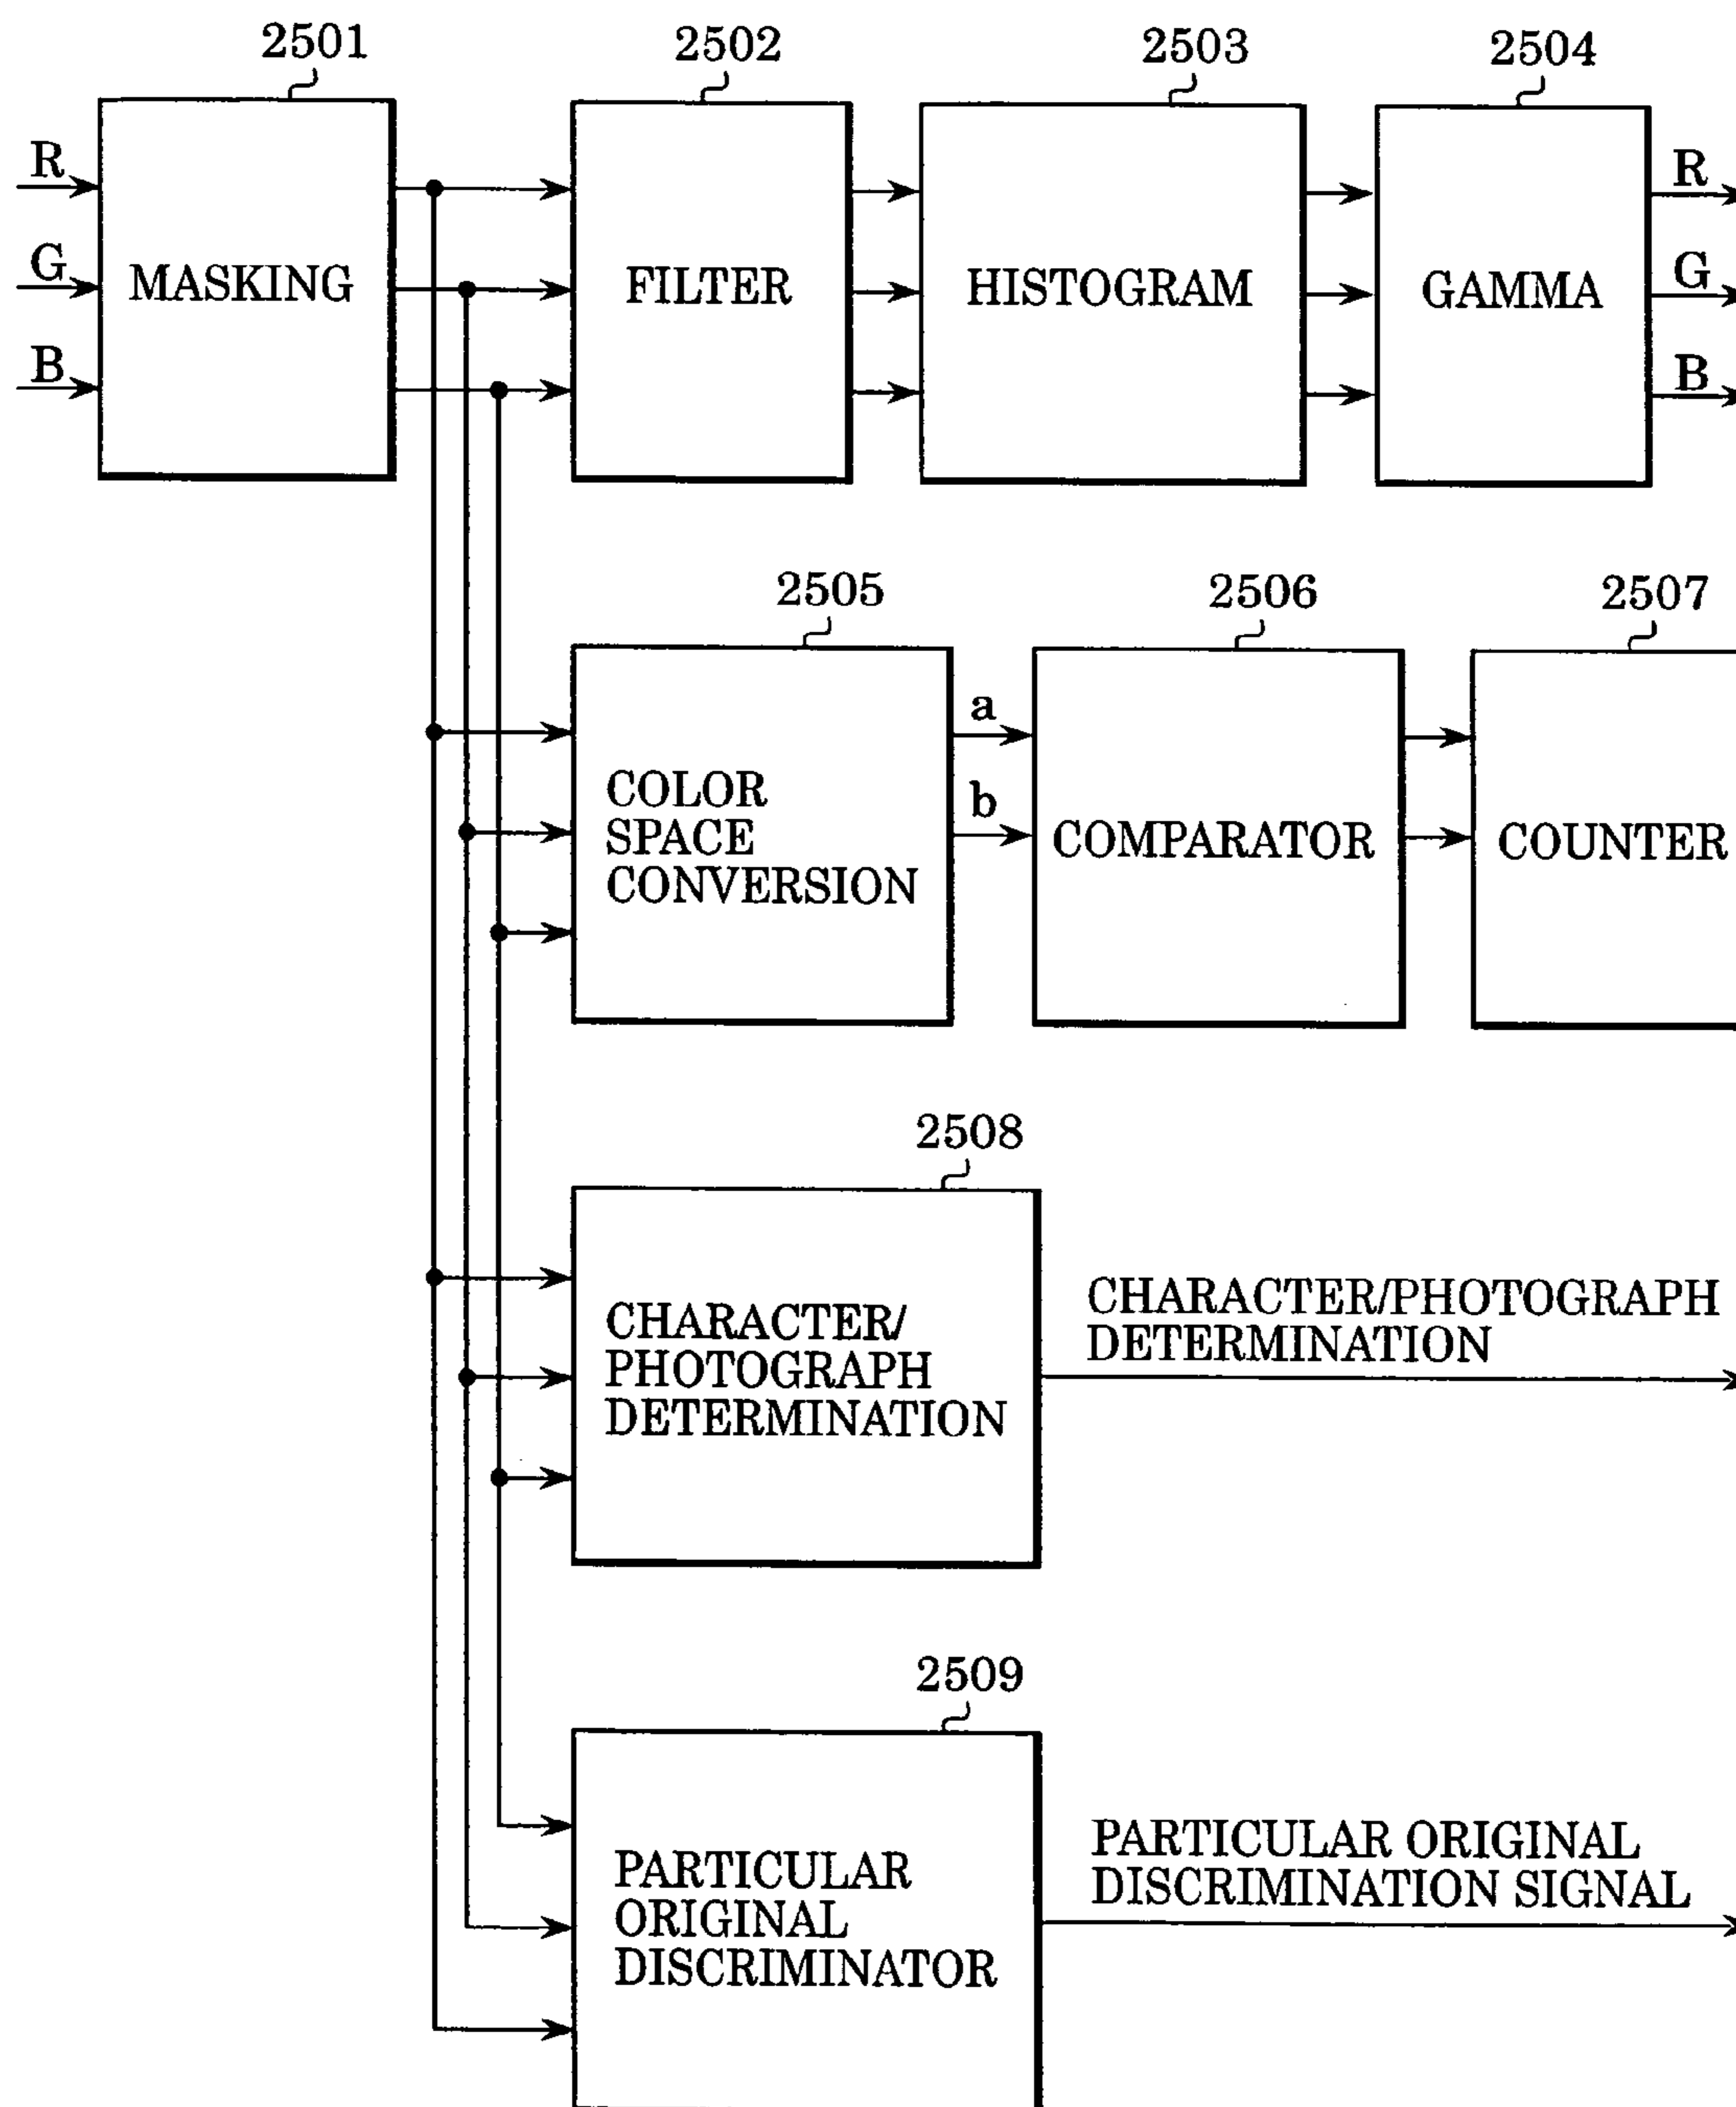 2501
2502
2503
2504
R
G
B
MASKING
FILTER
HISTOGRAM
GAMMA
R
G
B
2505
2506
2507
COLOR
SPACE
CONVERSION
a
b
COMPARATOR
COUNTER
2508
CHARACTER/
PHOTOGRAPH
DETERMINATION
CHARACTER/PHOTOGRAPH
DETERMINATION
2509
PARTICULAR
ORIGINAL
DISCRIMINATOR
PARTICULAR ORIGINAL
DISCRIMINATION SIGNAL